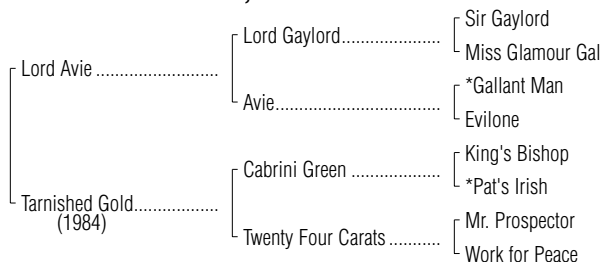 Sir Gaylord
Lord Gaylord.....................
Miss Glamour Gal
Lord Avie ..........................
*Gallant Man
Avie...................................
Evilone
King's Bishop
Cabrini Green ...................
*Pat's Irish
Tarnished Gold..................
(1984)
Mr. Prospector
Twenty Four Carats ...........
Work for Peace